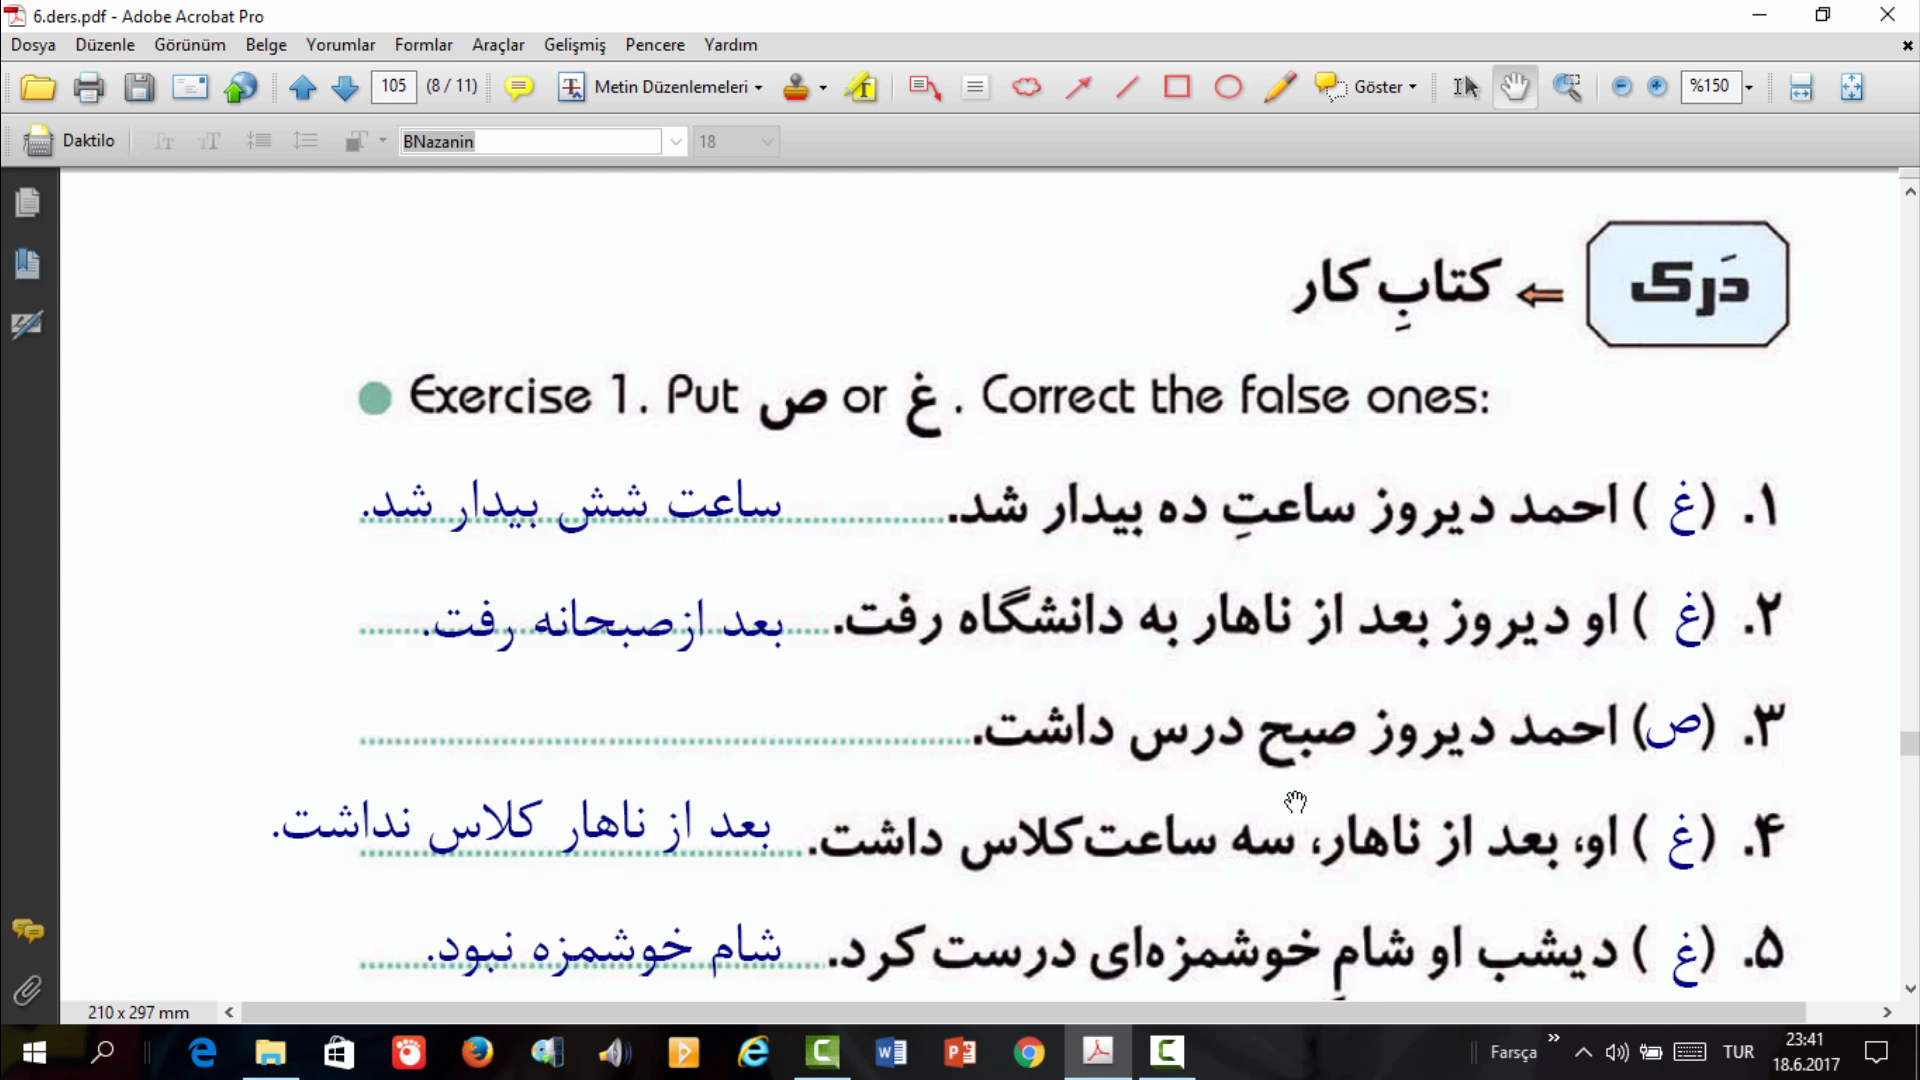 6.ders.pdf - Adobe Acrobat Pro
Dosya Düzenle Görünüm Belge Yorumlar Formlar Araçlar Gelişmiş Pencere Yardım
105 (8 / 11) Metin Düzenlemeleri Göster %150
Daktilo BNazanin 18
دَرک ⇐ کتابِ کار
Exercise 1. Put ص or غ . Correct the false ones:
۱. (غ ) احمد دیروز ساعتِ ده بیدار شد. ساعت شش بیدار شد.
۲. (غ ) او دیروز بعد از ناهار به دانشگاه رفت. بعد ازصبحانه رفت.
۳. (ص) احمد دیروز صبح درس داشت.
۴. (غ ) او، بعد از ناهار، سه ساعت کلاس داشت. بعد از ناهار کلاس نداشت.
۵. (غ ) دیشب او شامِ خوشمزه‌ای درست کرد. شام خوشمزه نبود.
210 x 297 mm
Farsça TUR 23:41
18.6.2017